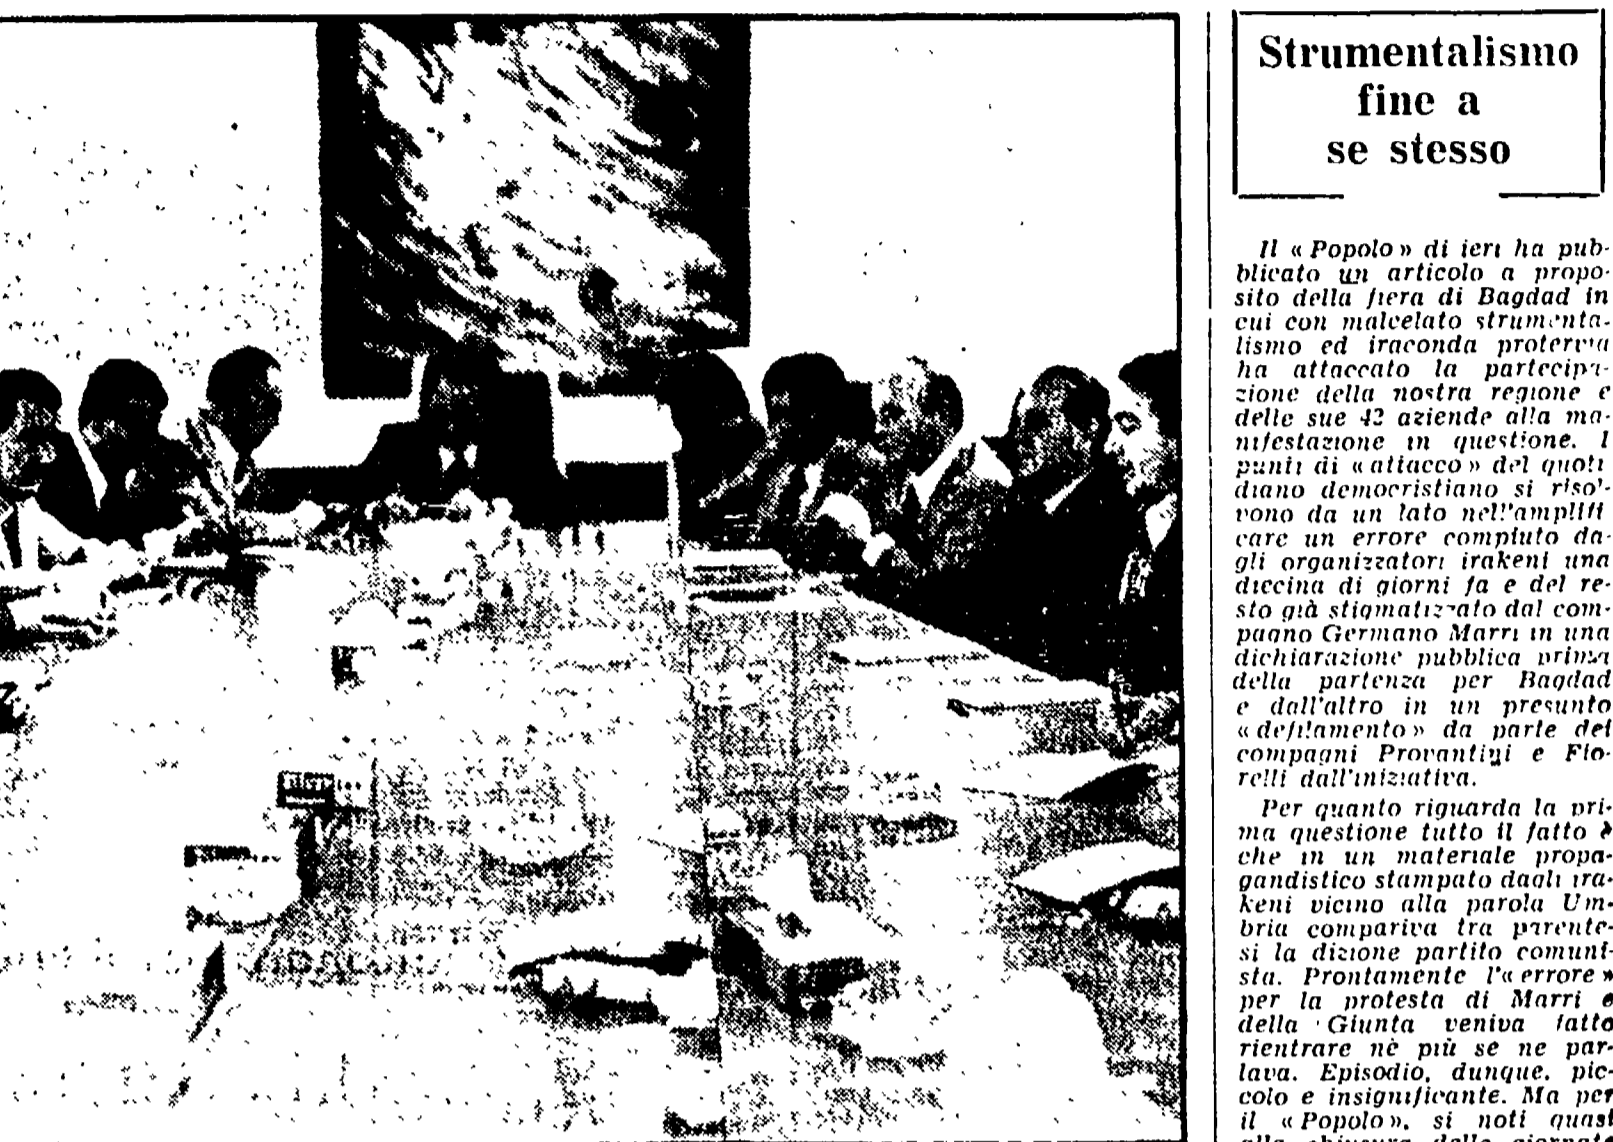 Strumentalismo
fine a
se stesso
Il « Popolo » di ieri ha pub-
blicato un articolo a propo-
sito della fiera di Bagdad in
cui con malcelato strumenta-
lismo ed iraconda protervia
ha attaccato la partecipa-
zione della nostra regione e
delle sue 42 aziende alla ma-
nifestazione in questione. I
punti di « attacco » del quoti
diano democristiano si risol-
vono da un lato nell'amplifi
care un errore compiuto da-
gli organizzatori irakeni una
diecina di giorni fa e del re-
sto già stigmatizzato dal com-
pagno Germano Marri in una
dichiarazione pubblica prima
della partenza per Bagdad
e dall'altro in un presunto
« defilamento » da parte dei
compagni Provantini e Fio-
relli dall'iniziativa.
Per quanto riguarda la pri-
ma questione tutto il fatto è
che in un materiale propa-
gandistico stampato dagli ira-
keni vicino alla parola Um-
bria compariva tra parente-
si la dizione partito comuni-
sta. Prontamente l'« errore »
per la protesta di Marri e
della Giunta veniva fatto
rientrare nè più se ne par-
lava. Episodio, dunque, pic-
colo e insignificante. Ma per
il « Popolo », si noti quasi
alla chiusura delle giornate